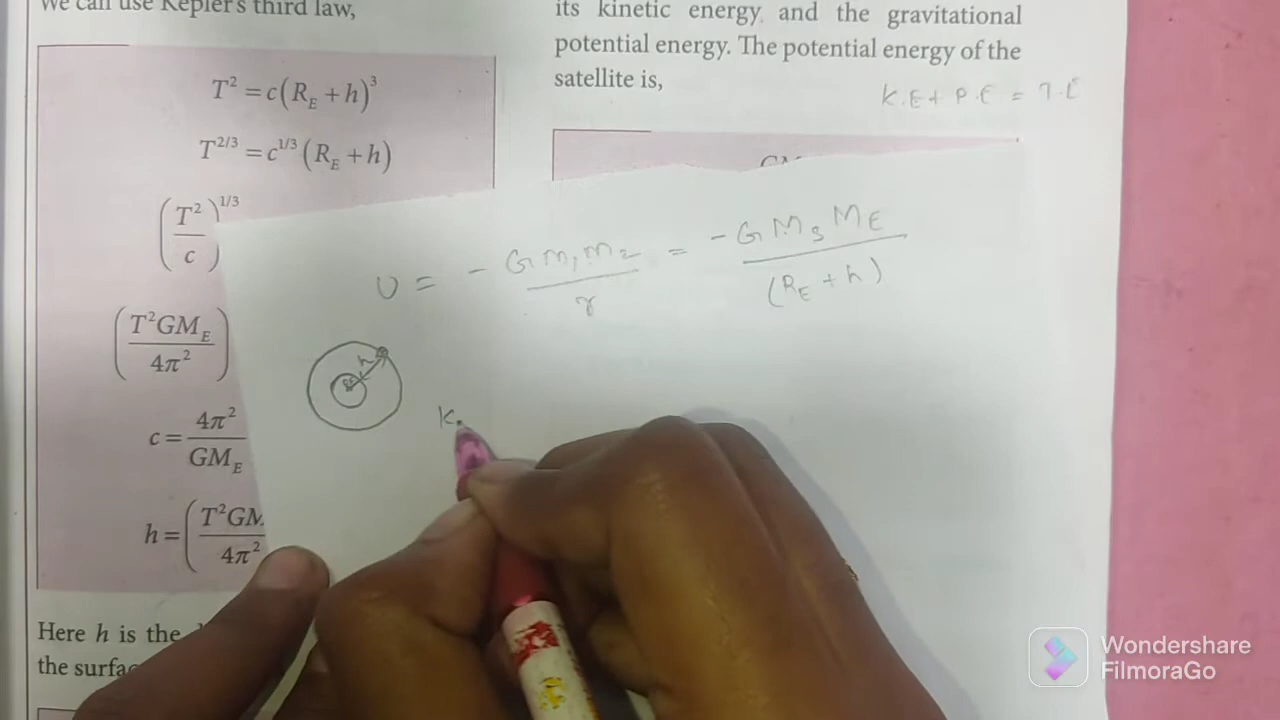 we can use Kepler's third law,
T² = c(R_E + h)³
T^2/3 = c^1/3 (R_E + h)
(T²/c)^1/3
(T²GM_E/4π²)
c = 4π²/GM_E
h = (T²GM/4π²
Here h is the
the surfa
its kinetic energy and the gravitational
potential energy. The potential energy of the
satellite is,
K.E + P.E = T.E
GM
U = - G m₁ m₂/r = - G M_s M_E/(R_E + h)
h
K.
Wondershare
FilmoraGo